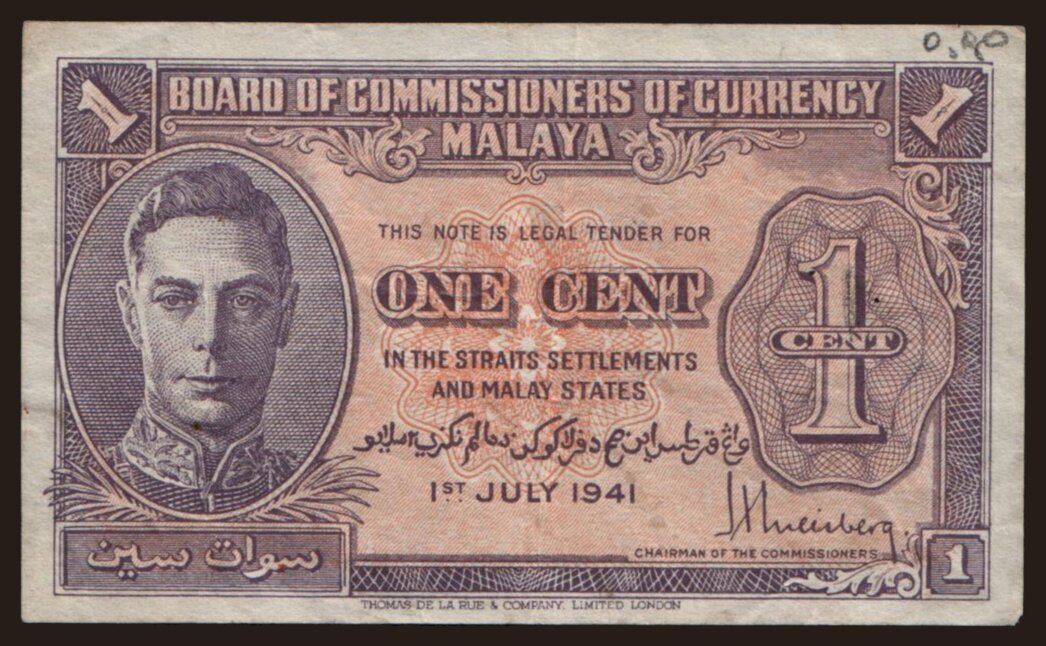 0,80
1 BOARD OF COMMISSIONERS OF CURRENCY 1
MALAYA
THIS NOTE IS LEGAL TENDER FOR
ONE CENT
1
CENT
IN THE STRAITS SETTLEMENTS
AND MALAY STATES
1ST JULY 1941
CHAIRMAN OF THE COMMISSIONERS
سوات سين
1
THOMAS DE LA RUE & COMPANY, LIMITED LONDON